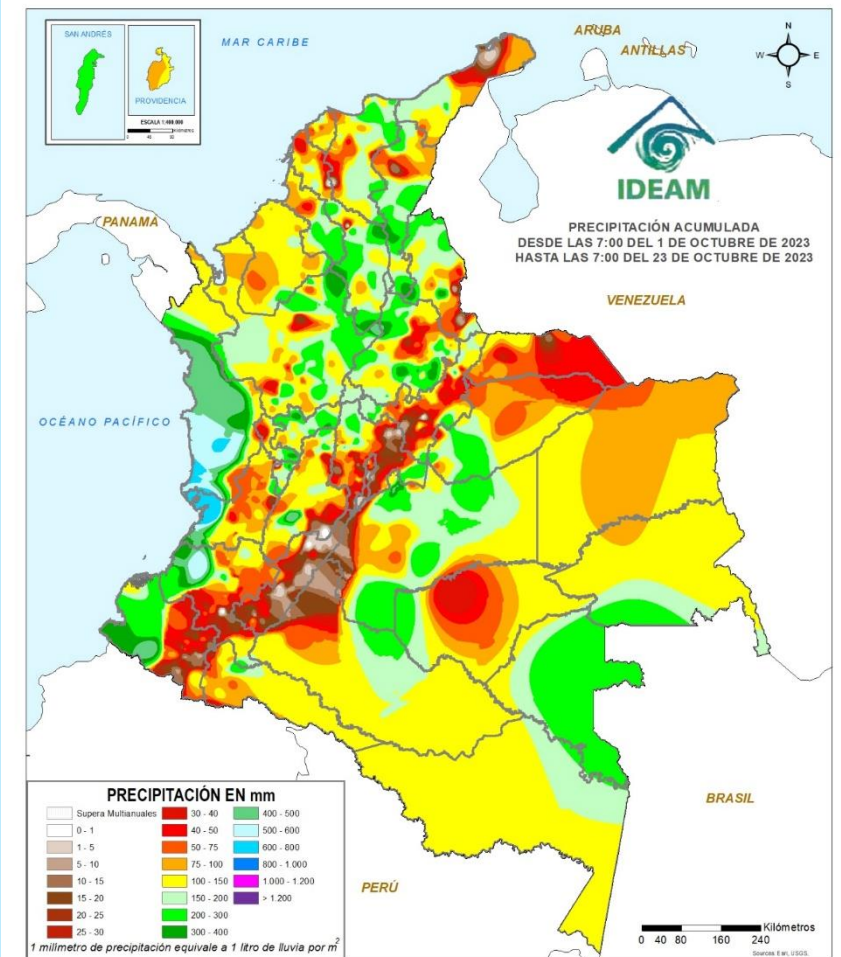 SAN ANDRÉS
PROVIDENCIA
ESCALA 1:400.000
MAR CARIBE
ARUBA
ANTILLAS
N
W
E
S
IDEAM
PRECIPITACIÓN ACUMULADA
DESDE LAS 7:00 DEL 1 DE OCTUBRE DE 2023
HASTA LAS 7:00 DEL 23 DE OCTUBRE DE 2023
PANAMÁ
VENEZUELA
OCÉANO PACÍFICO
BRASIL
PERÚ
PRECIPITACIÓN EN mm
Supera Multianuales
0 - 1
1 - 5
5 - 10
10 - 15
15 - 20
20 - 25
25 - 30
30 - 40
40 - 50
50 - 75
75 - 100
100 - 150
150 - 200
200 - 300
300 - 400
400 - 500
500 - 600
600 - 800
800 - 1.000
1.000 - 1.200
> 1.200
1 milímetro de precipitación equivale a 1 litro de lluvia por m²
Kilómetros
0 40 80 160 240
Sources: Esri, USGS.